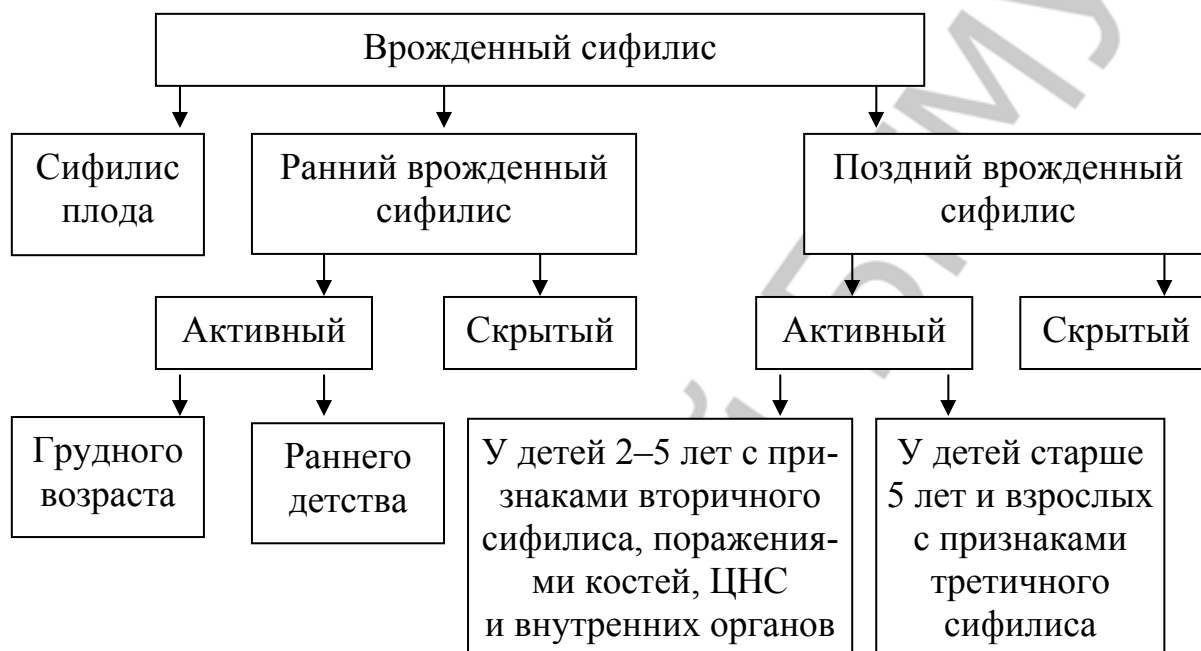 Врожденный сифилис
Сифилис
плода
Ранний врожденный
сифилис
Поздний врожденный
сифилис
Активный
Скрытый
Активный
Скрытый
Грудного
возраста
Раннего
детства
У детей 2–5 лет с при-
знаками вторичного
сифилиса, поражения-
ми костей, ЦНС
и внутренних органов
У детей старше
5 лет и взрослых
с признаками
третичного
сифилиса